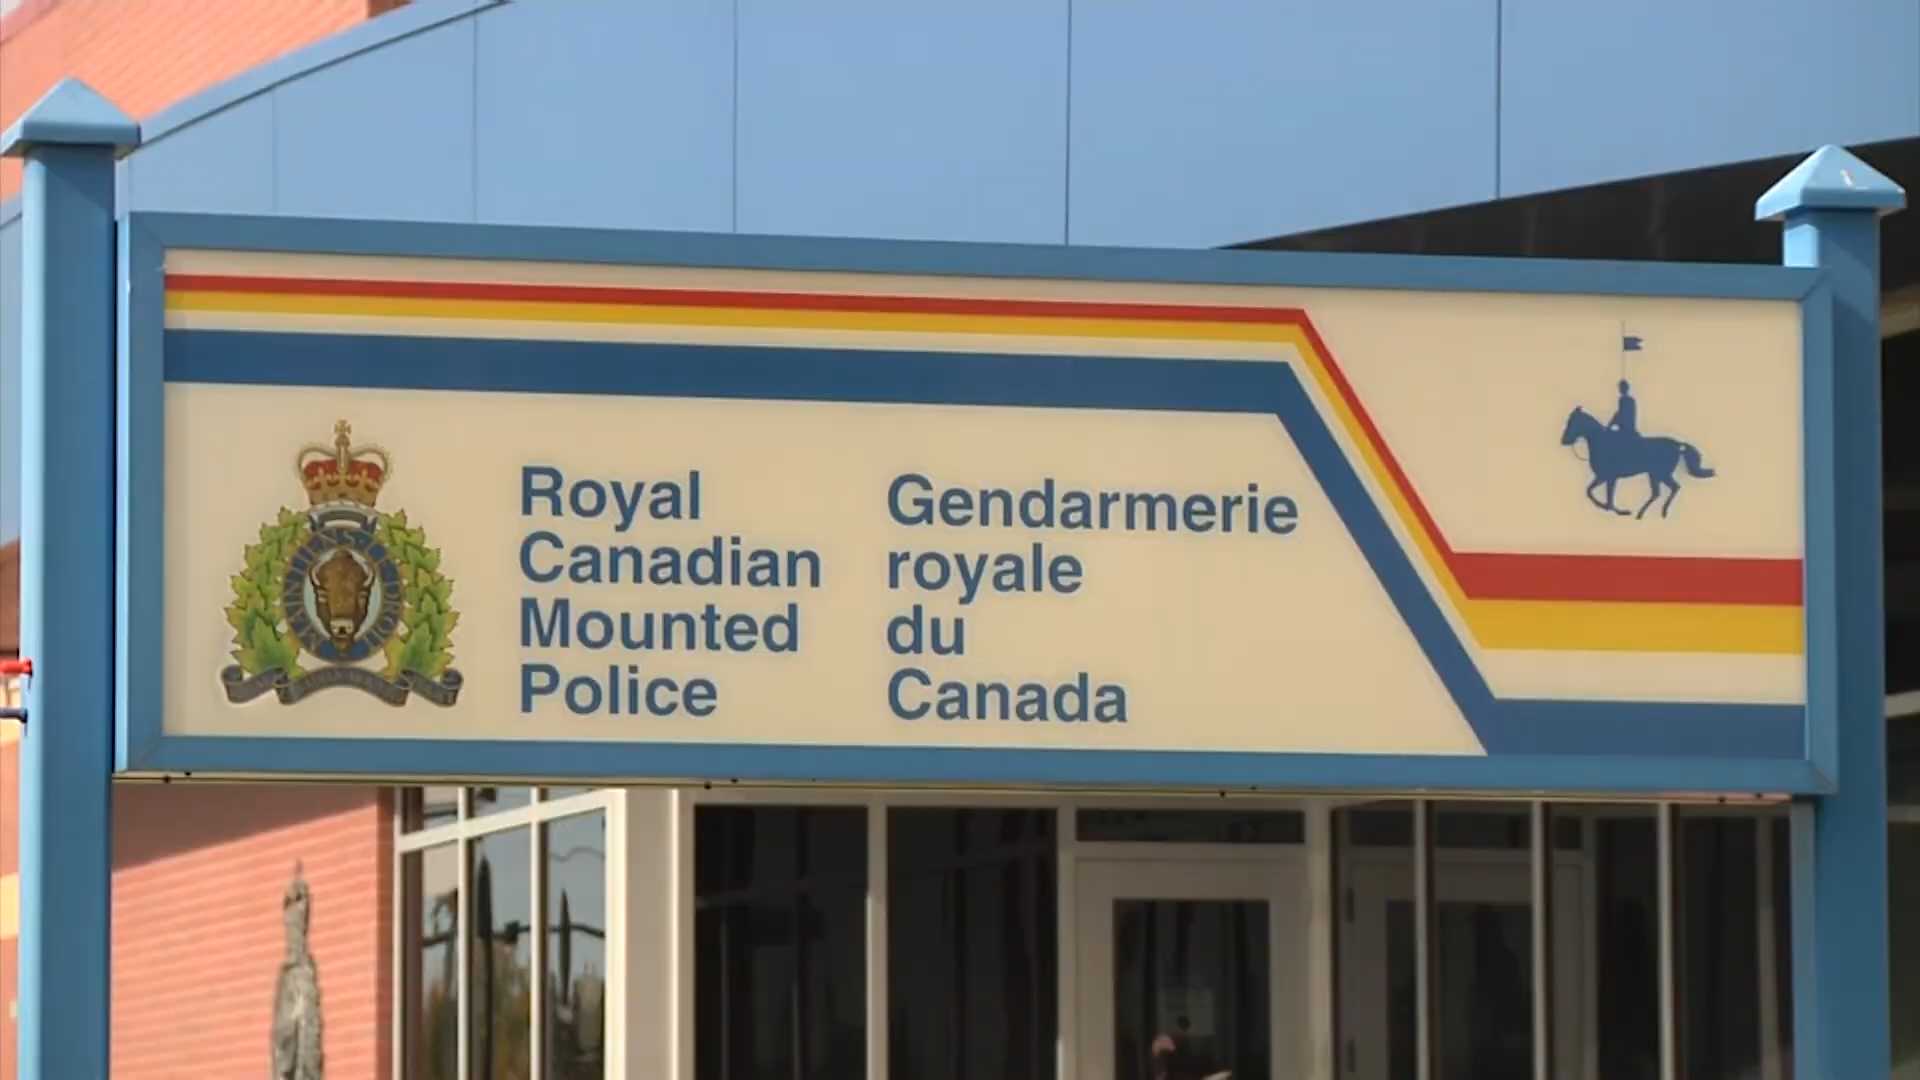 Royal
Canadian
Mounted
Police
Gendarmerie
royale
du
Canada